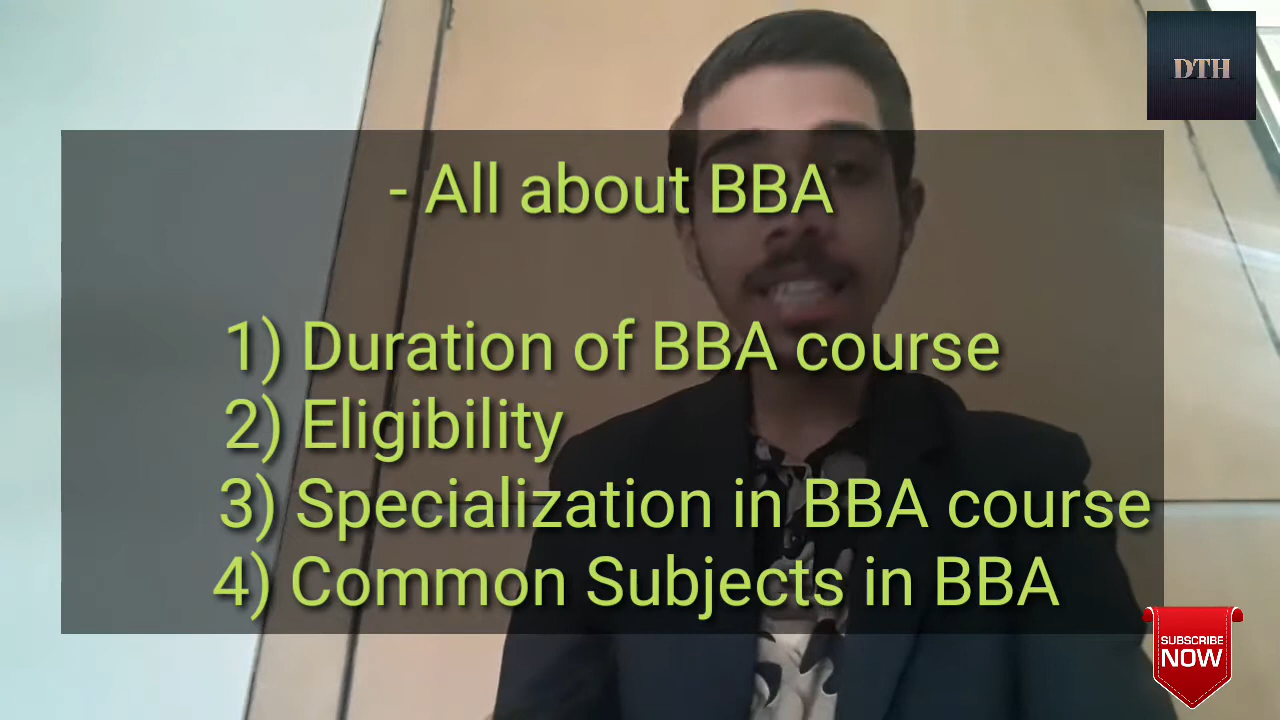 DTH
- All about BBA
1) Duration of BBA course
2) Eligibility
3) Specialization in BBA course
4) Common Subjects in BBA
SUBSCRIBE
NOW